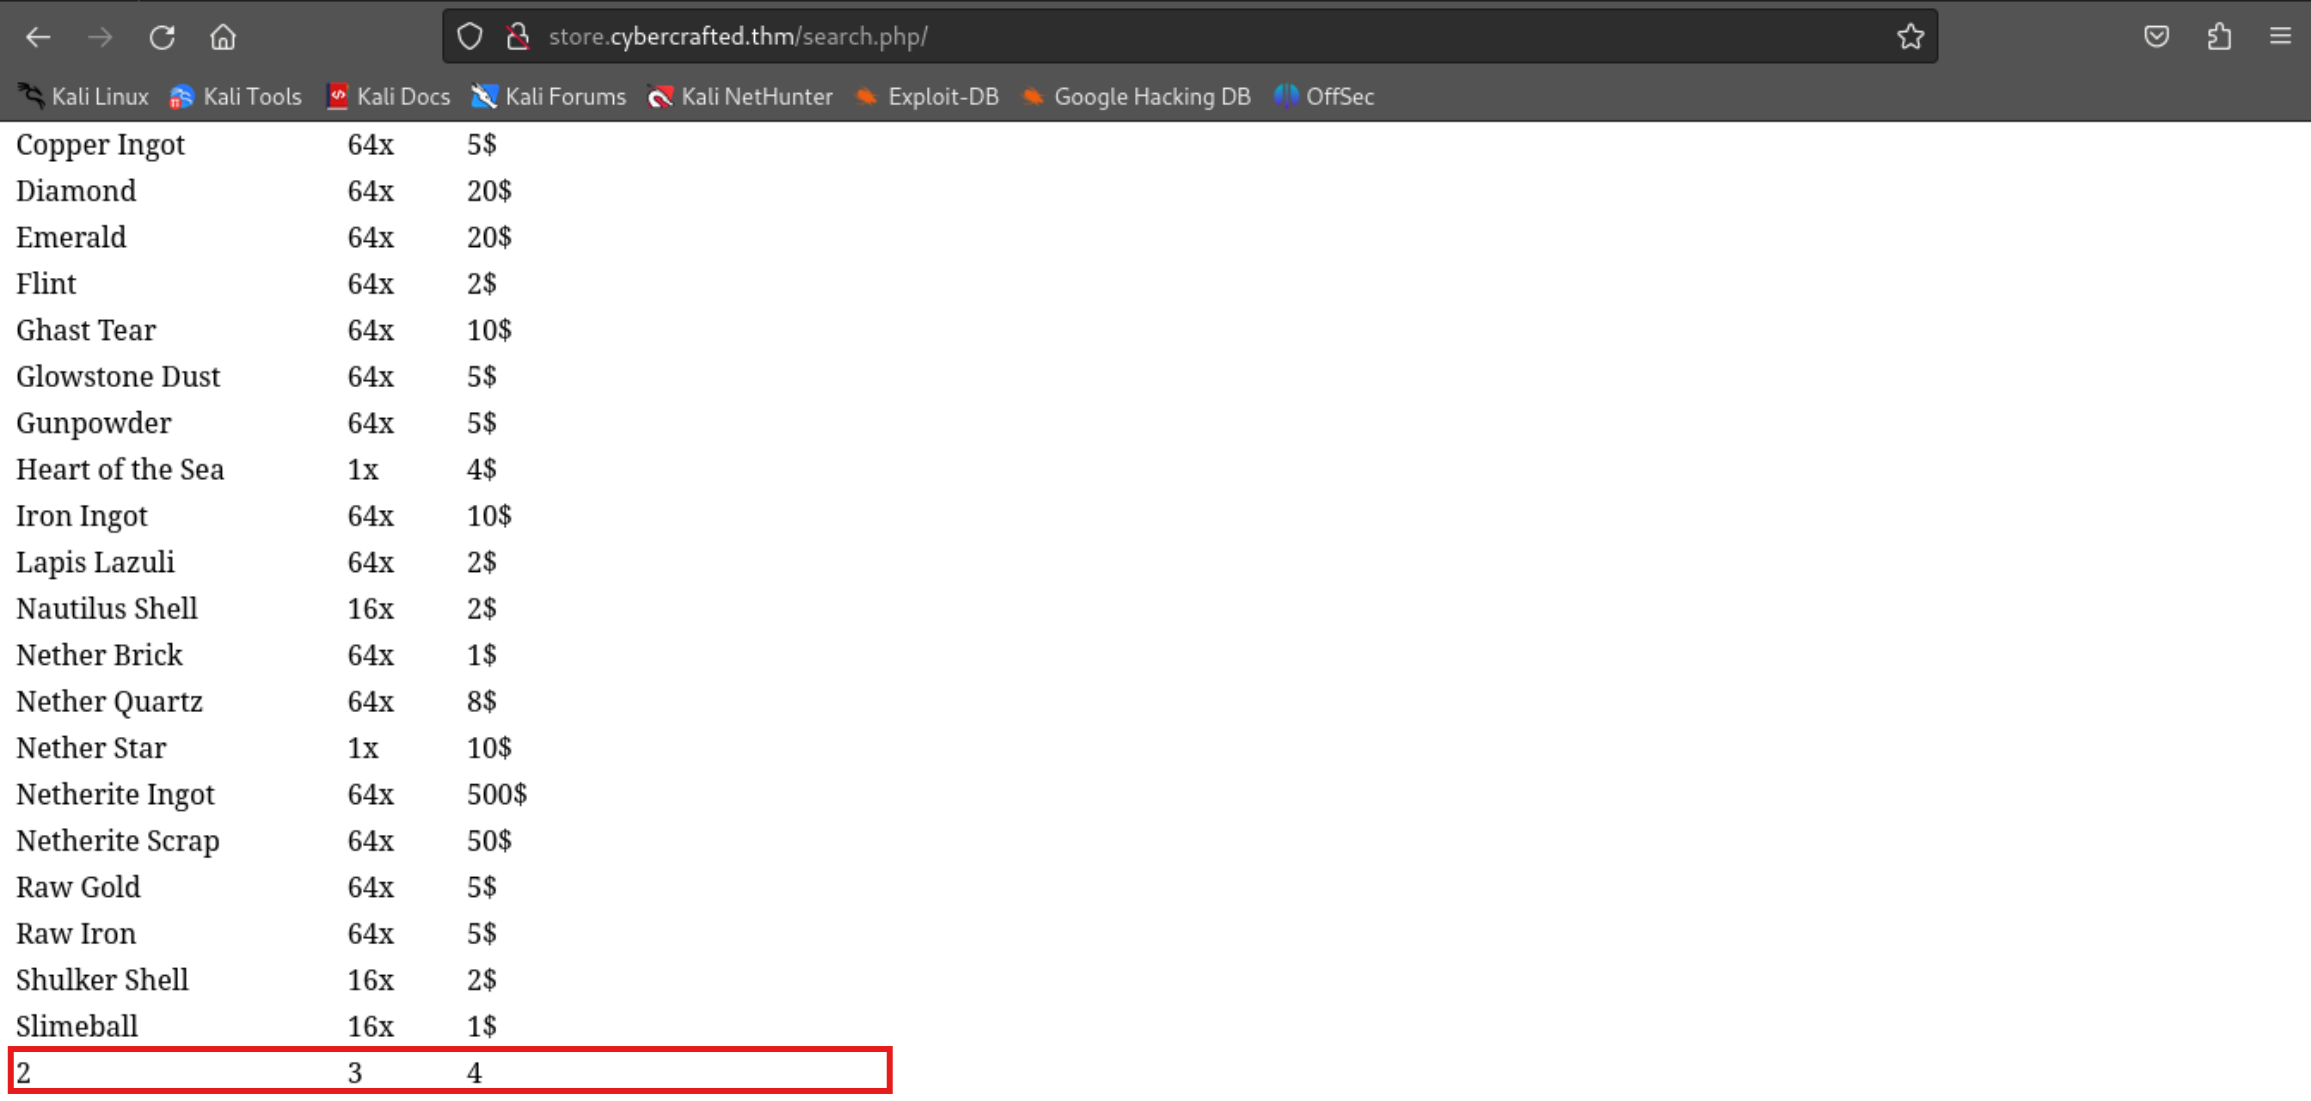 store.cybercrafted.thm/search.php/
Kali Linux Kali Tools Kali Docs Kali Forums Kali NetHunter Exploit-DB Google Hacking DB OffSec
Copper Ingot 64x 5$
Diamond 64x 20$
Emerald 64x 20$
Flint 64x 2$
Ghast Tear 64x 10$
Glowstone Dust 64x 5$
Gunpowder 64x 5$
Heart of the Sea 1x 4$
Iron Ingot 64x 10$
Lapis Lazuli 64x 2$
Nautilus Shell 16x 2$
Nether Brick 64x 1$
Nether Quartz 64x 8$
Nether Star 1x 10$
Netherite Ingot 64x 500$
Netherite Scrap 64x 50$
Raw Gold 64x 5$
Raw Iron 64x 5$
Shulker Shell 16x 2$
Slimeball 16x 1$
2 3 4